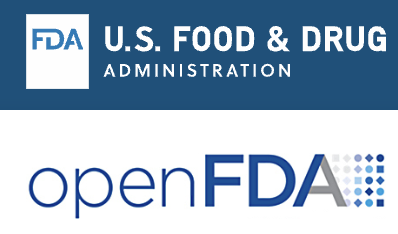 FDA
U.S. FOOD & DRUG
ADMINISTRATION
openFDA